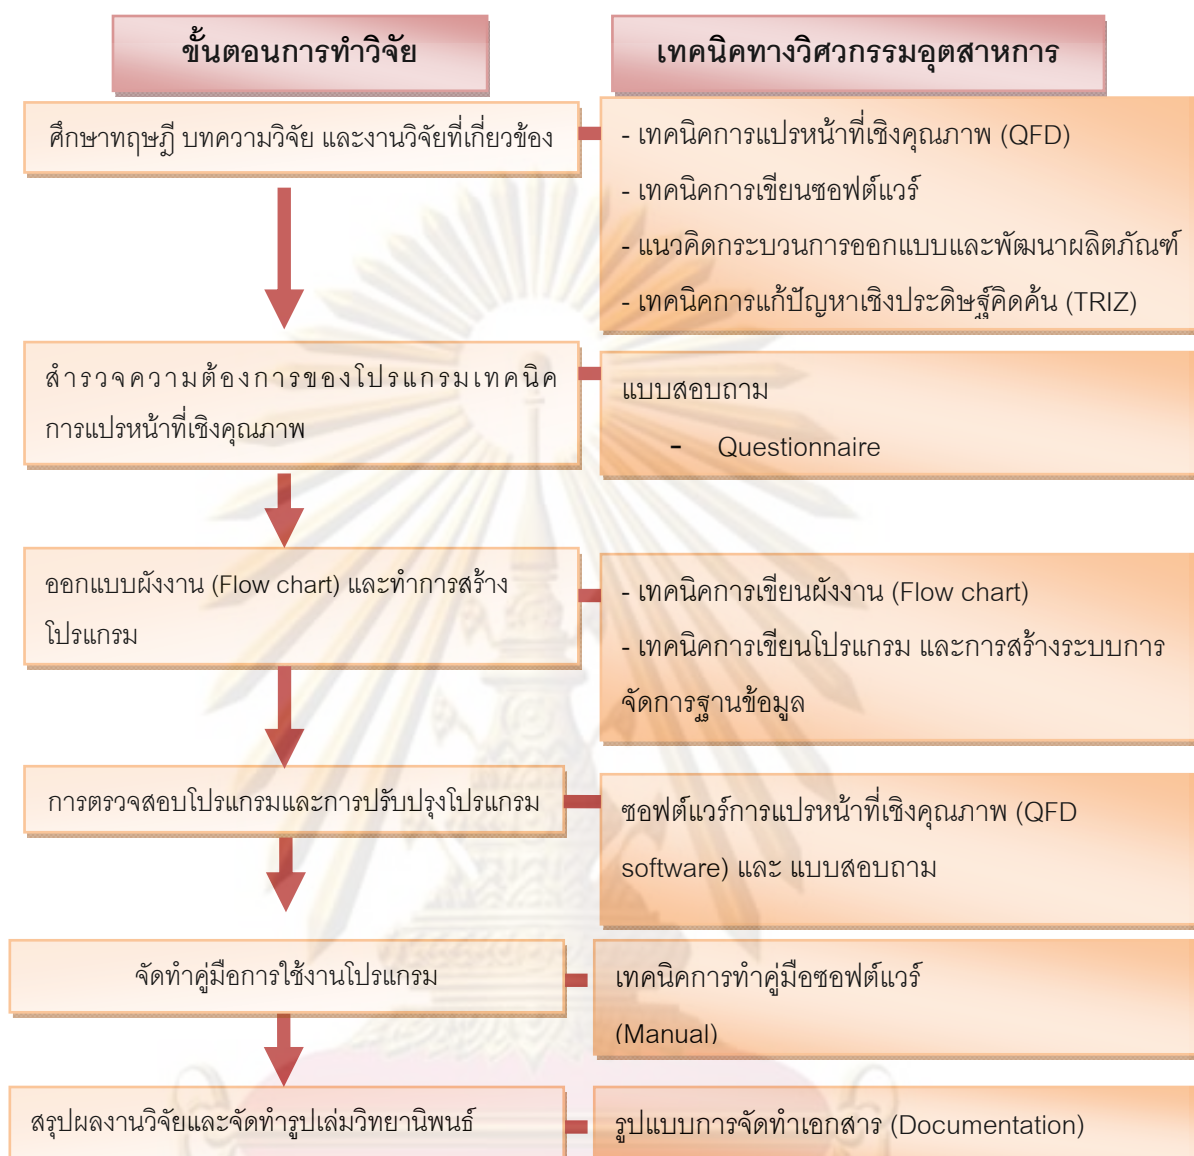 ขั้นตอนการทำวิจัย
เทคนิคทางวิศวกรรมอุตสาหการ
ศึกษาทฤษฎี บทความวิจัย และงานวิจัยที่เกี่ยวข้อง
- เทคนิคการแปรหน้าที่เชิงคุณภาพ (QFD)
- เทคนิคการเขียนซอฟต์แวร์
- แนวคิดกระบวนการออกแบบและพัฒนาผลิตภัณฑ์
- เทคนิคการแก้ปัญหาเชิงประดิษฐ์คิดค้น (TRIZ)
สำรวจความต้องการของโปรแกรมเทคนิค
การแปรหน้าที่เชิงคุณภาพ
แบบสอบถาม
- Questionnaire
ออกแบบผังงาน (Flow chart) และทำการสร้าง
โปรแกรม
- เทคนิคการเขียนผังงาน (Flow chart)
- เทคนิคการเขียนโปรแกรม และการสร้างระบบการ
จัดการฐานข้อมูล
การตรวจสอบโปรแกรมและการปรับปรุงโปรแกรม
ซอฟต์แวร์การแปรหน้าที่เชิงคุณภาพ (QFD
software) และ แบบสอบถาม
จัดทำคู่มือการใช้งานโปรแกรม
เทคนิคการทำคู่มือซอฟต์แวร์
(Manual)
สรุปผลงานวิจัยและจัดทำรูปเล่มวิทยานิพนธ์
รูปแบบการจัดทำเอกสาร (Documentation)